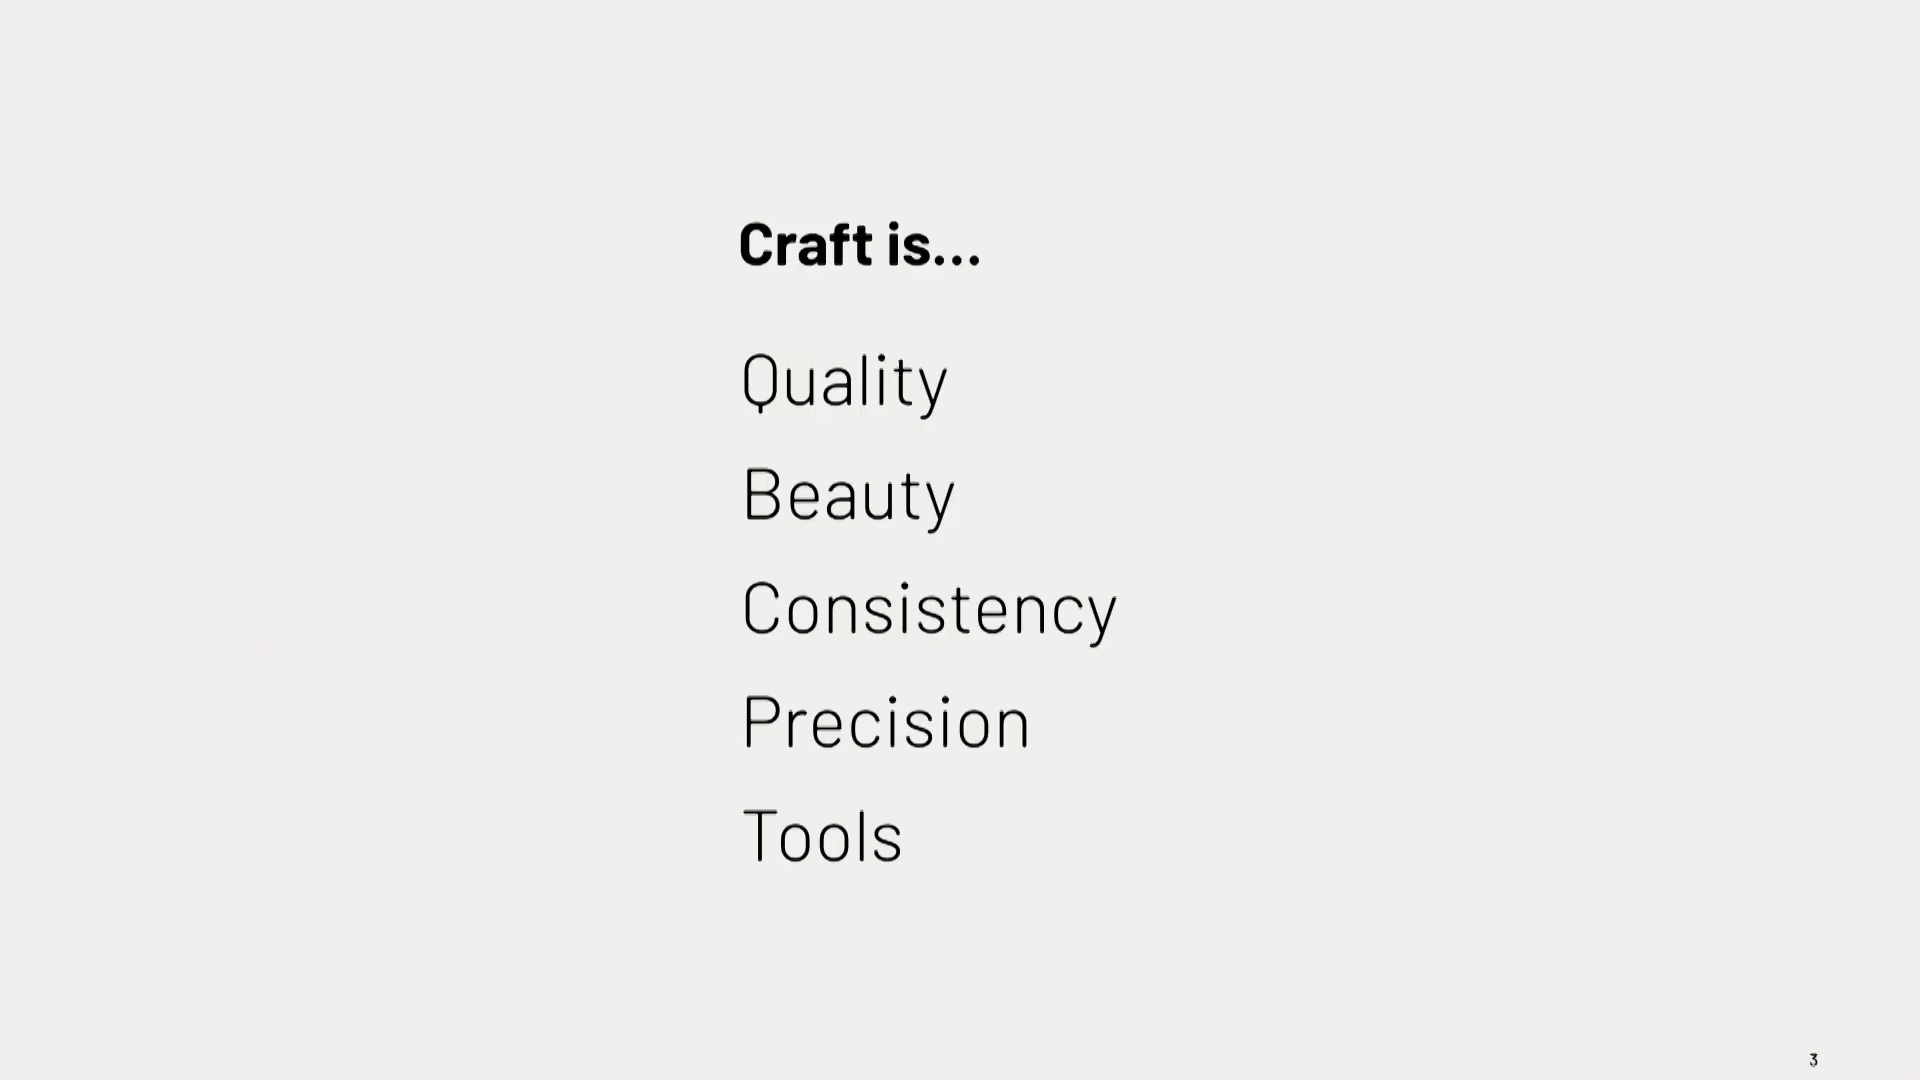 Craft is...
Quality
Beauty
Consistency
Precision
Tools
3